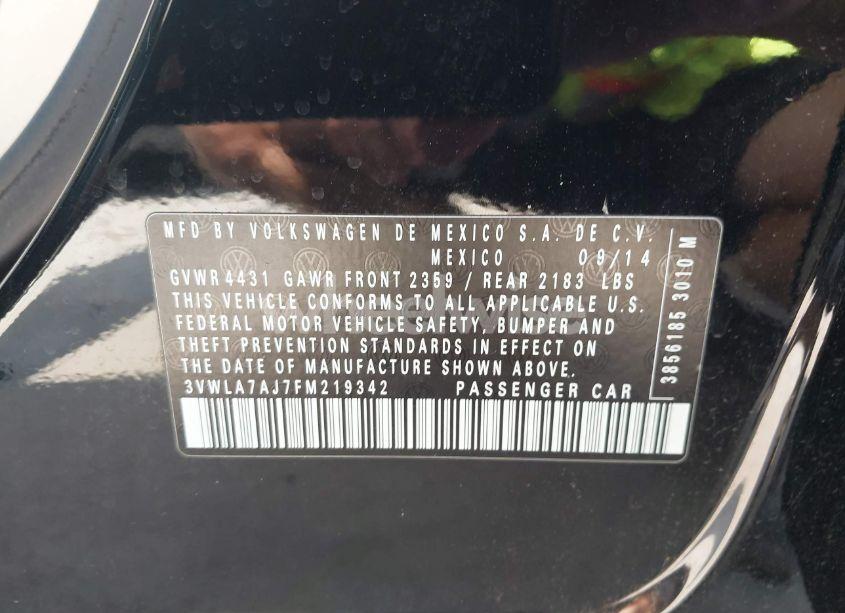 MFD BY VOLKSWAGEN DE MEXICO S.A. DE C.V.
MEXICO 09/14
GVWR 4431 GAWR FRONT 2359 / REAR 2183 LBS
THIS VEHICLE CONFORMS TO ALL APPLICABLE U.S.
FEDERAL MOTOR VEHICLE SAFETY, BUMPER AND
THEFT PREVENTION STANDARDS IN EFFECT ON
THE DATE OF MANUFACTURE SHOWN ABOVE.
3VWLA7AJ7FM219342 PASSENGER CAR
3856185 3010 M